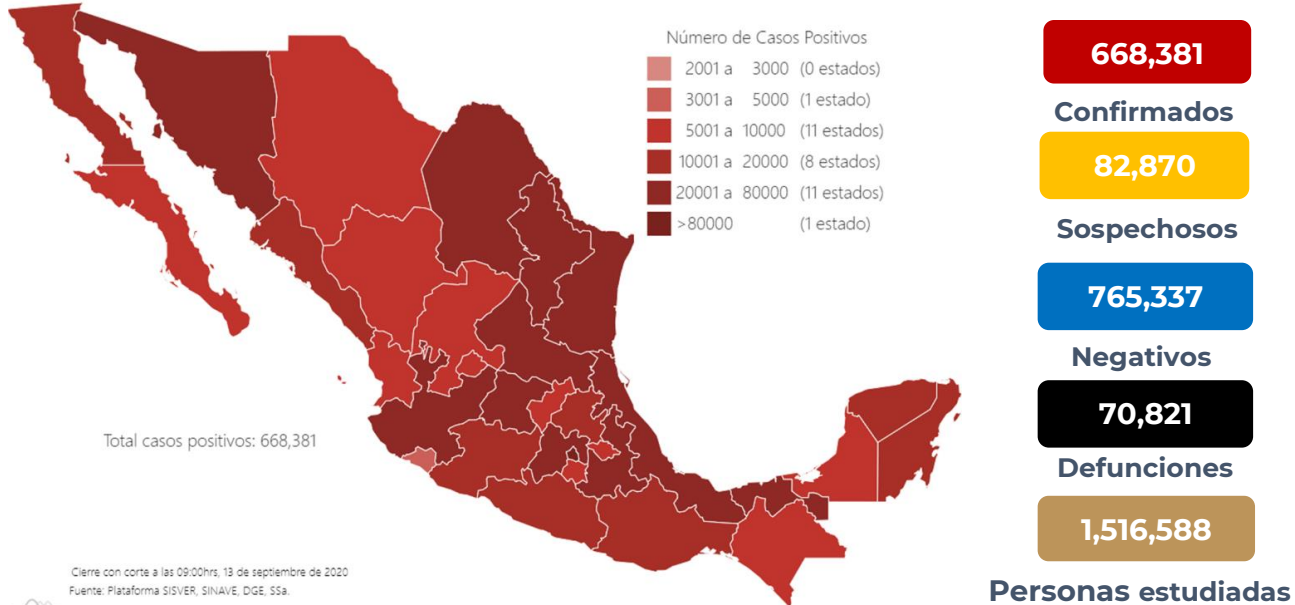 Número de Casos Positivos
2001 a 3000 (0 estados)
3001 a 5000 (1 estado)
5001 a 10000 (11 estados)
10001 a 20000 (8 estados)
20001 a 80000 (11 estados)
>80000 (1 estado)
Total casos positivos: 668,381
Cierre con corte a las 09:00hrs, 13 de septiembre de 2020
Fuente: Plataforma SISVER, SINAVE, DGE, SSa.
668,381
Confirmados
82,870
Sospechosos
765,337
Negativos
70,821
Defunciones
1,516,588
Personas estudiadas